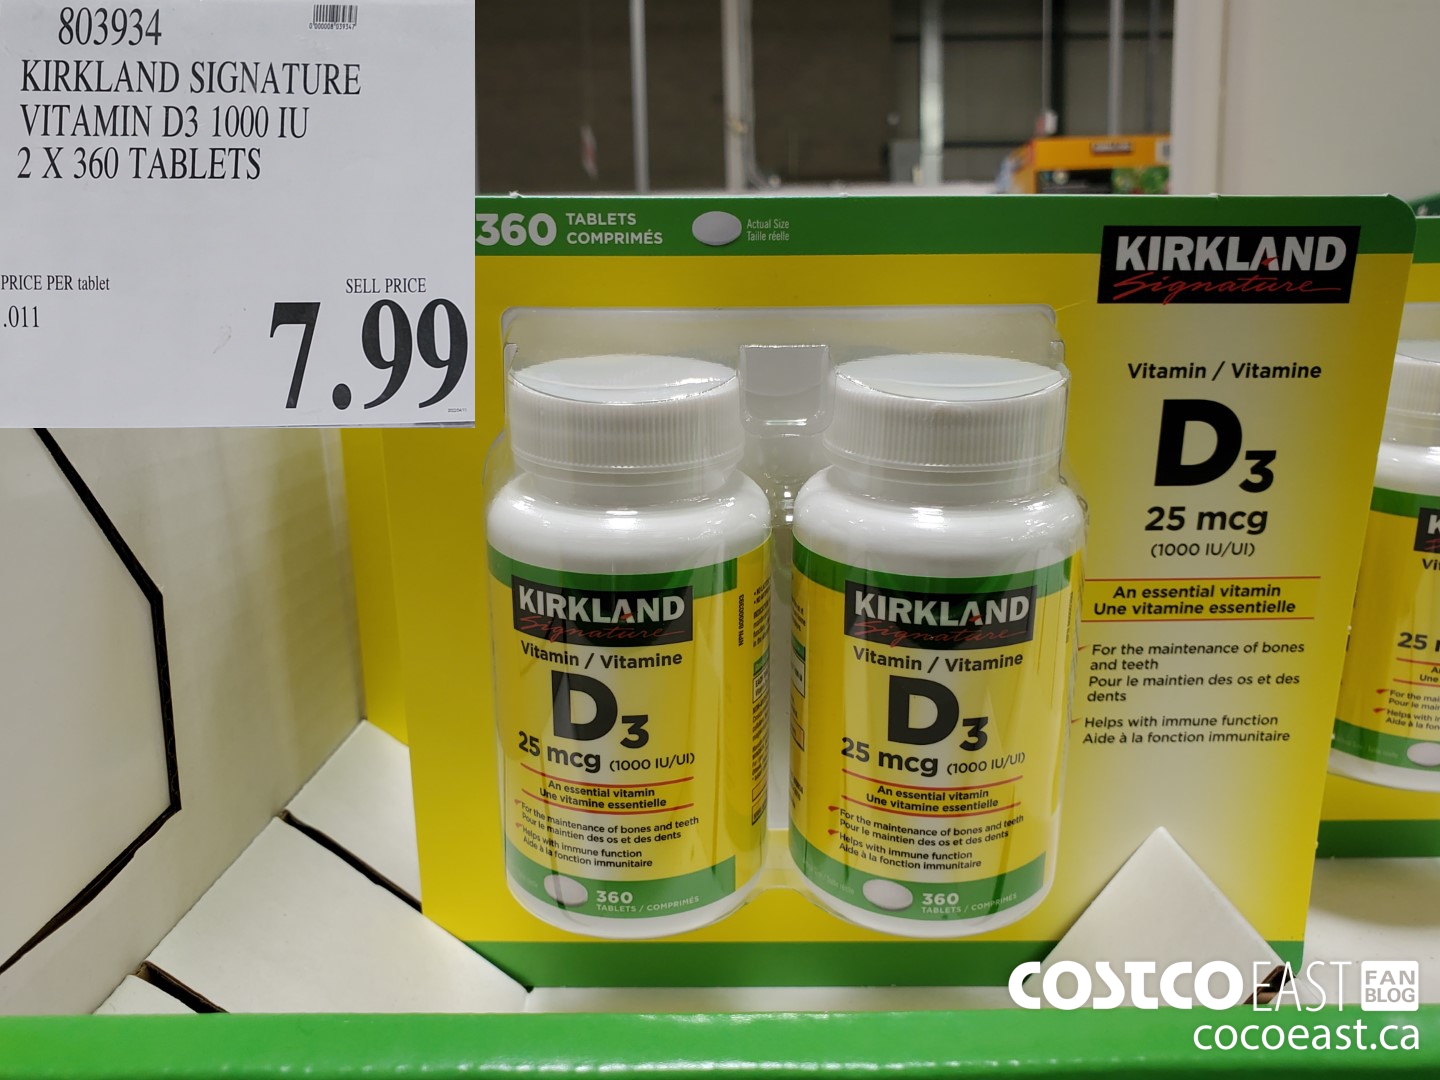 803934
KIRKLAND SIGNATURE
VITAMIN D3 1000 IU
2 X 360 TABLETS
PRICE PER tablet
.011
SELL PRICE
7.99
360 TABLETS
COMPRIMÉS
Actual Size
Taille réelle
KIRKLAND
Signature
Vitamin / Vitamine
D3
25 mcg
(1000 IU/UI)
An essential vitamin
Une vitamine essentielle
For the maintenance of bones
and teeth
Pour le maintien des os et des
dents
Helps with immune function
Aide à la fonction immunitaire
KIRKLAND
Signature
Vitamin / Vitamine
D3
25 mcg (1000 IU/UI)
An essential vitamin
Une vitamine essentielle
For the maintenance of bones and teeth
Pour le maintien des os et des dents
Helps with immune function
Aide à la fonction immunitaire
360
TABLETS / COMPRIMÉS
KIRKLAND
Signature
Vitamin / Vitamine
D3
25 mcg (1000 IU/UI)
An essential vitamin
Une vitamine essentielle
For the maintenance of bones and teeth
Pour le maintien des os et des dents
Helps with immune function
Aide à la fonction immunitaire
360
TABLETS / COMPRIMÉS
COSTCO EAST FAN
BLOG
cocoeast.ca